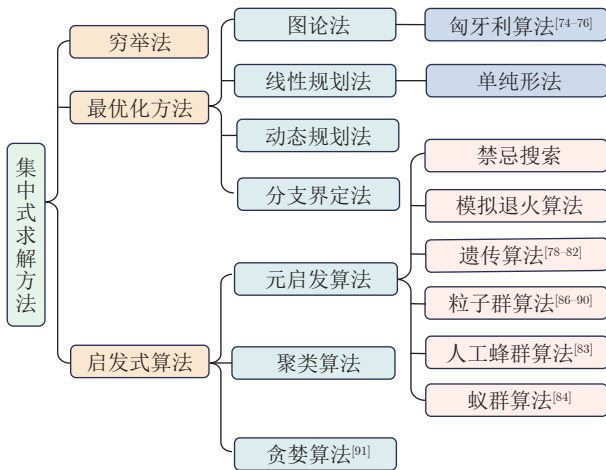 集中式求解方法
穷举法
最优化方法
图论法
匈牙利算法[74–76]
线性规划法
单纯形法
动态规划法
分支界定法
启发式算法
元启发算法
禁忌搜索
模拟退火算法
遗传算法[78–82]
粒子群算法[86–90]
人工蜂群算法[83]
蚁群算法[84]
聚类算法
贪婪算法[91]